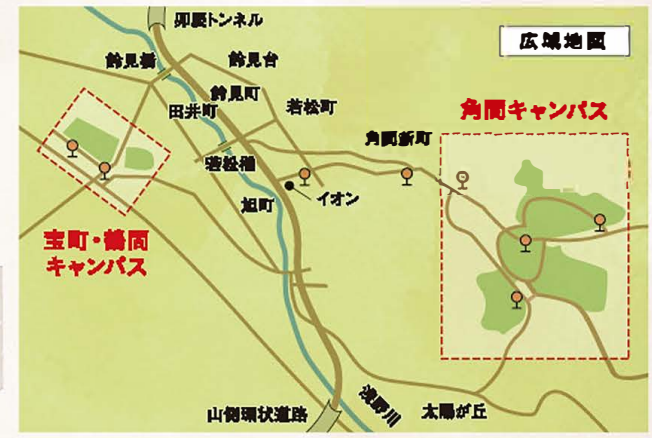 卯辰トンネル
広域地図
鈴見橋
鈴見台
鈴見町
田井町
若松町
角間キャンパス
角間新町
若松橋
イオン
旭町
宝町・鶴間
キャンパス
山側環状道路
浅野川
太陽が丘